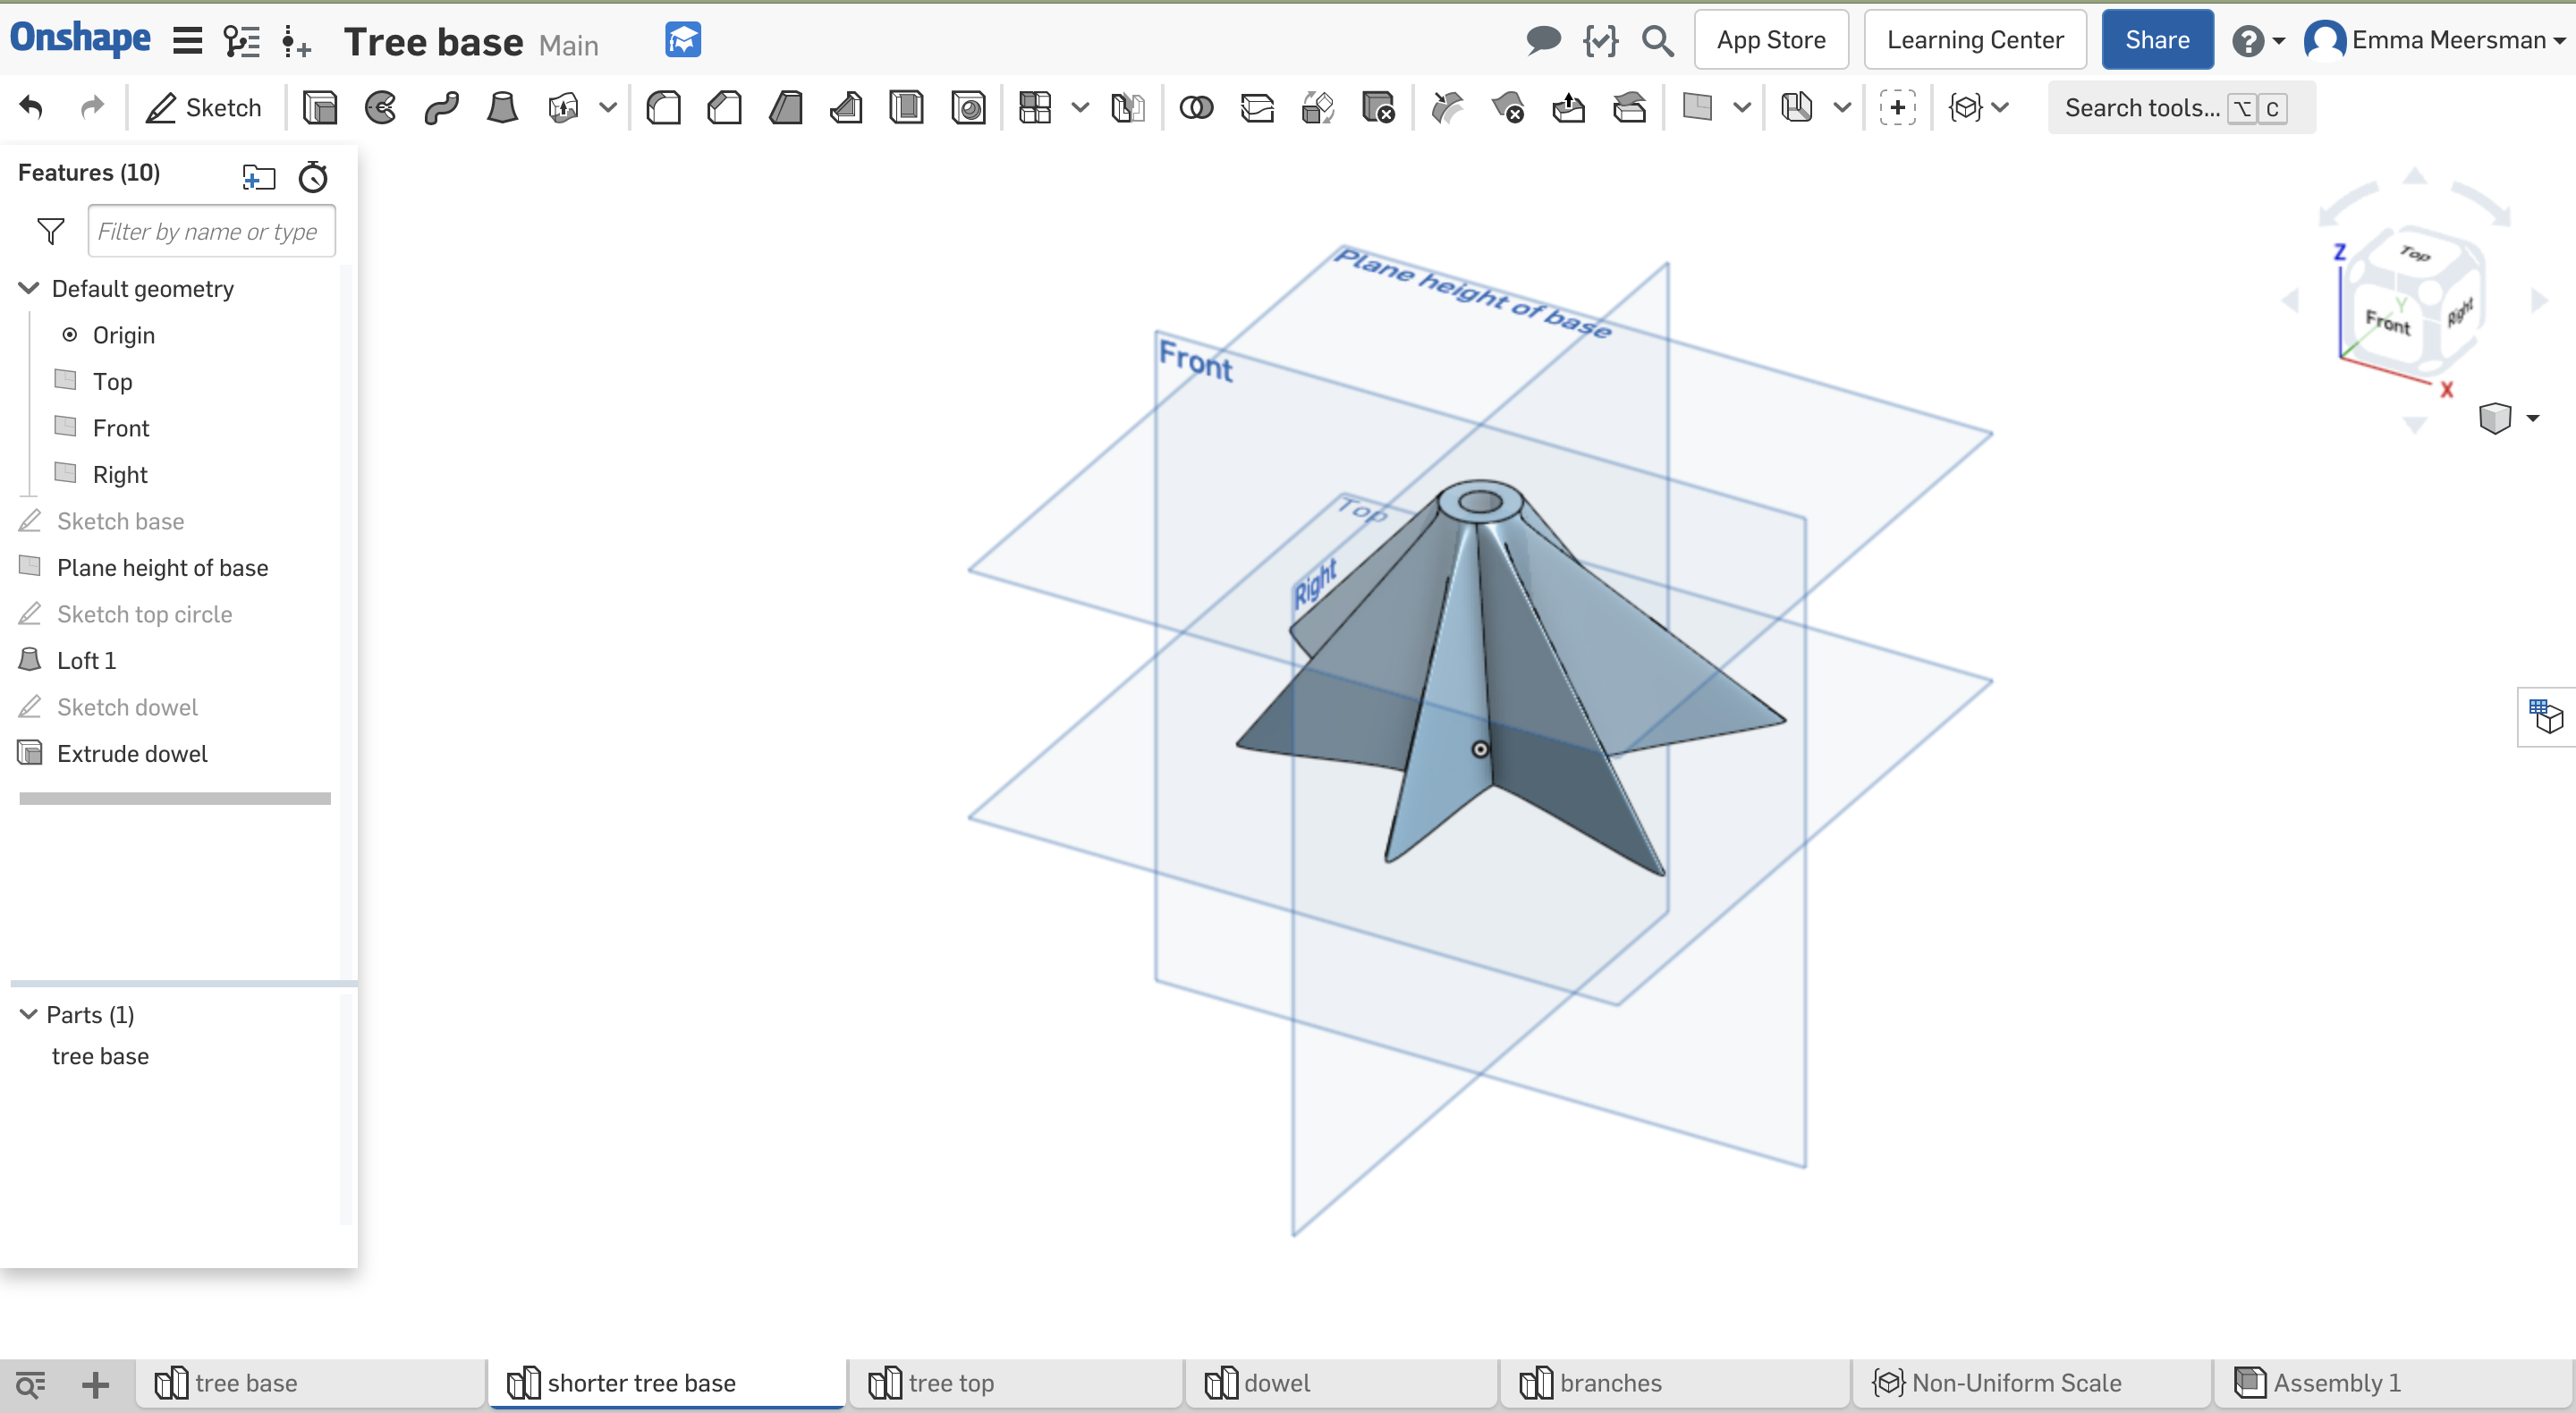 Onshape Tree base Main App Store Learning Center Share Emma Meersman
Sketch Search tools... ⌥ C
Features (10)
Filter by name or type
Default geometry
Origin
Top
Front
Right
Sketch base
Plane height of base
Sketch top circle
Loft 1
Sketch dowel
Extrude dowel
Parts (1)
tree base
Plane height of base
Front
Top
Right
Z
Top
Y
Front
Right
X
tree base shorter tree base tree top dowel branches Non-Uniform Scale Assembly 1